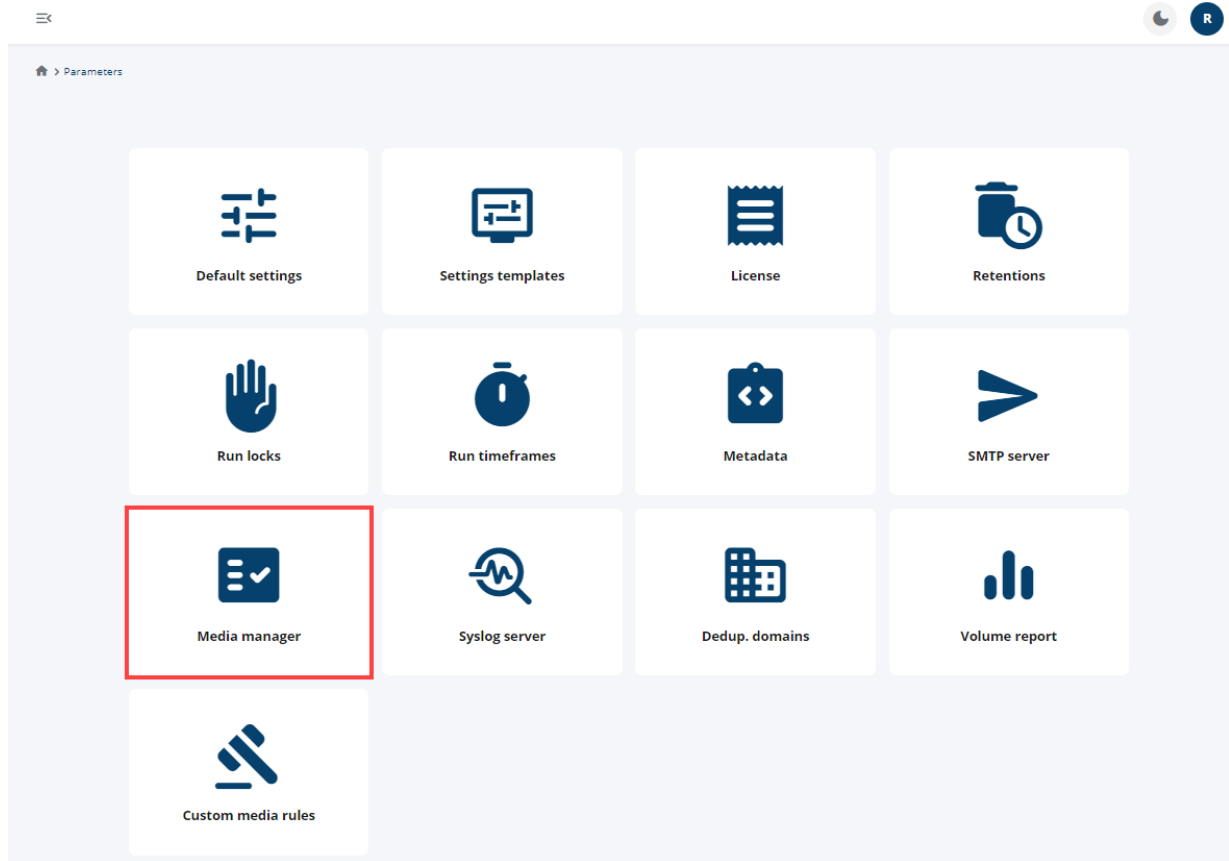 R
> Parameters
Default settings
Settings templates
License
Retentions
Run locks
Run timeframes
Metadata
SMTP server
Media manager
Syslog server
Dedup. domains
Volume report
Custom media rules